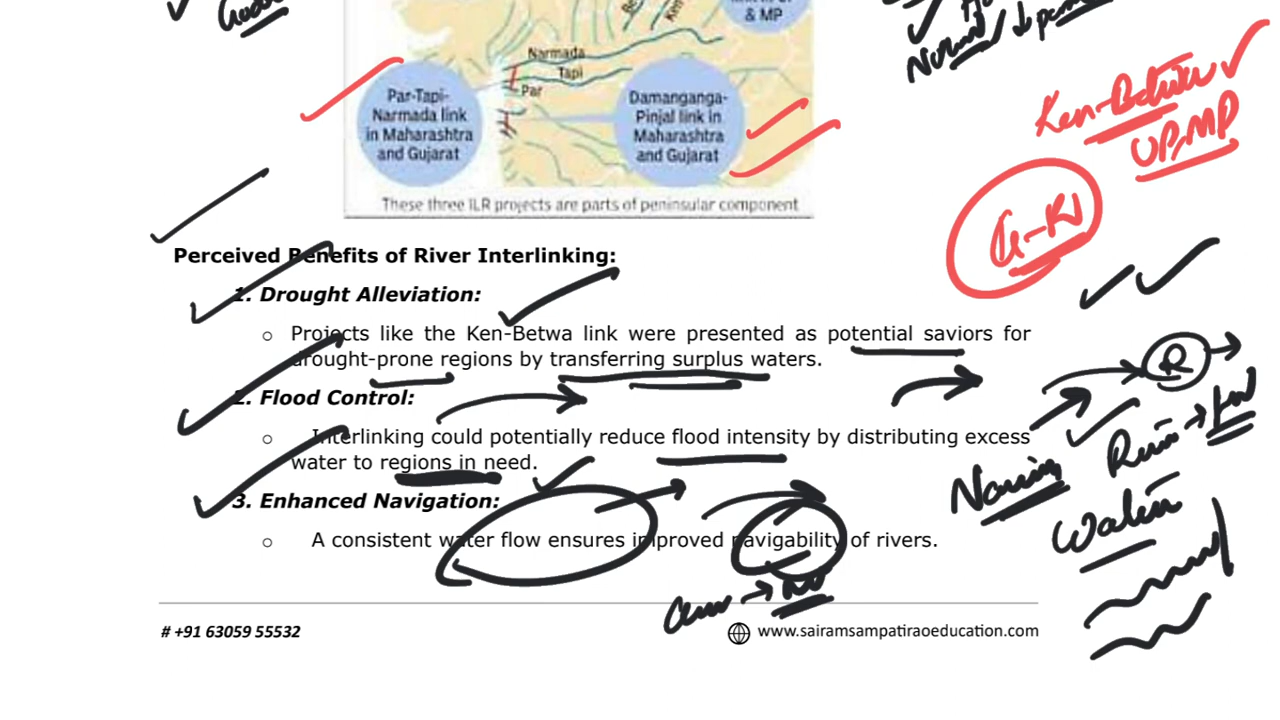 & MP
Narmada
Tapi
Par
Par-Tapi-
Narmada link
in Maharashtra
and Gujarat
Damanganga-
Pinjal link in
Maharashtra
and Gujarat
These three ILR projects are parts of peninsular component
Ken-Betwa
UP, MP
Perceived Benefits of River Interlinking:
1. Drought Alleviation:
o Projects like the Ken-Betwa link were presented as potential saviors for
drought-prone regions by transferring surplus waters.
2. Flood Control:
o Interlinking could potentially reduce flood intensity by distributing excess
water to regions in need.
3. Enhanced Navigation:
o A consistent water flow ensures improved navigability of rivers.
R
Water
# +91 63059 55532
www.sairamsampatiraoeducation.com